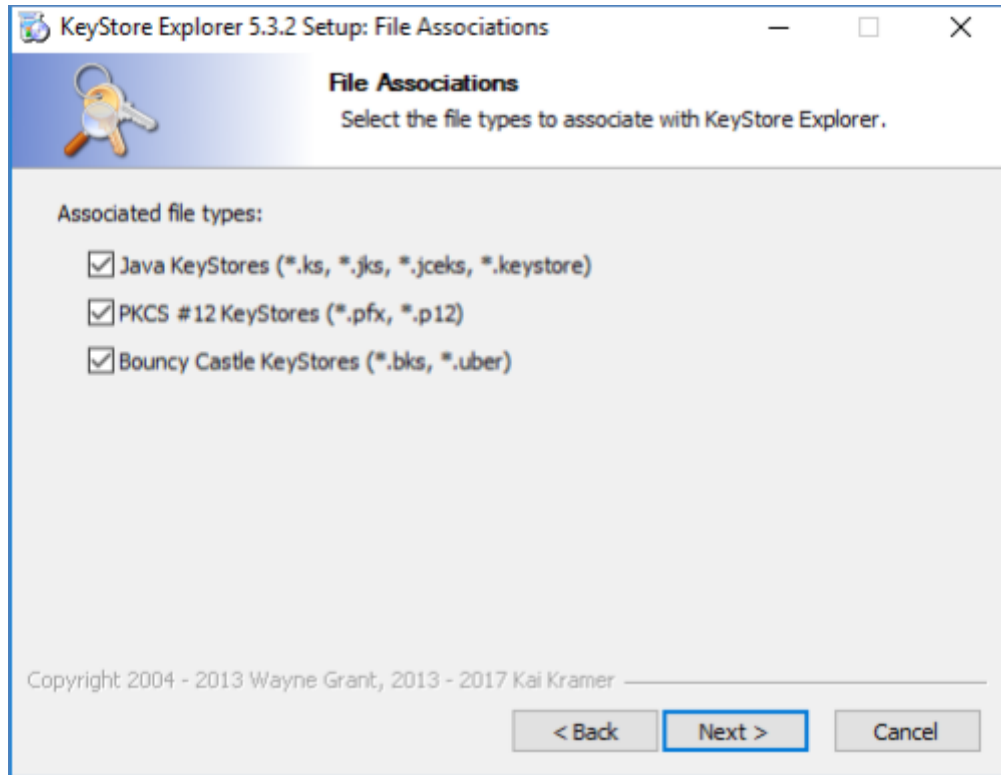 KeyStore Explorer 5.3.2 Setup: File Associations
File Associations
Select the file types to associate with KeyStore Explorer.
Associated file types:
Java KeyStores (*.ks, *.jks, *.jceks, *.keystore)
PKCS #12 KeyStores (*.pfx, *.p12)
Bouncy Castle KeyStores (*.bks, *.uber)
Copyright 2004 - 2013 Wayne Grant, 2013 - 2017 Kai Kramer
< Back Next > Cancel